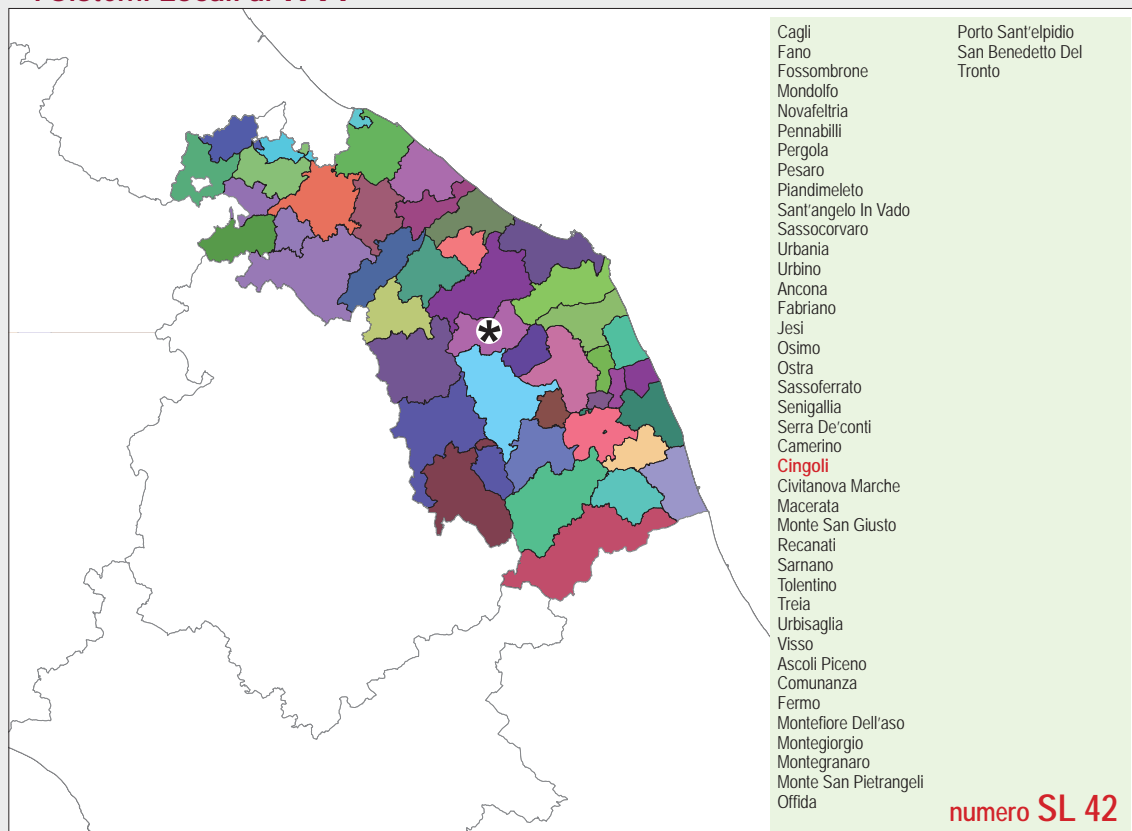 Cagli
Fano
Fossombrone
Mondolfo
Novafeltria
Pennabilli
Pergola
Pesaro
Piandimeleto
Sant'angelo In Vado
Sassocorvaro
Urbania
Urbino
Ancona
Fabriano
Jesi
Osimo
Ostra
Sassoferrato
Senigallia
Serra De'conti
Camerino
Cingoli
Civitanova Marche
Macerata
Monte San Giusto
Recanati
Sarnano
Tolentino
Treia
Urbisaglia
Visso
Ascoli Piceno
Comunanza
Fermo
Montefiore Dell'aso
Montegiorgio
Montegranaro
Monte San Pietrangeli
Offida
Porto Sant'elpidio
San Benedetto Del
Tronto
numero SL 42